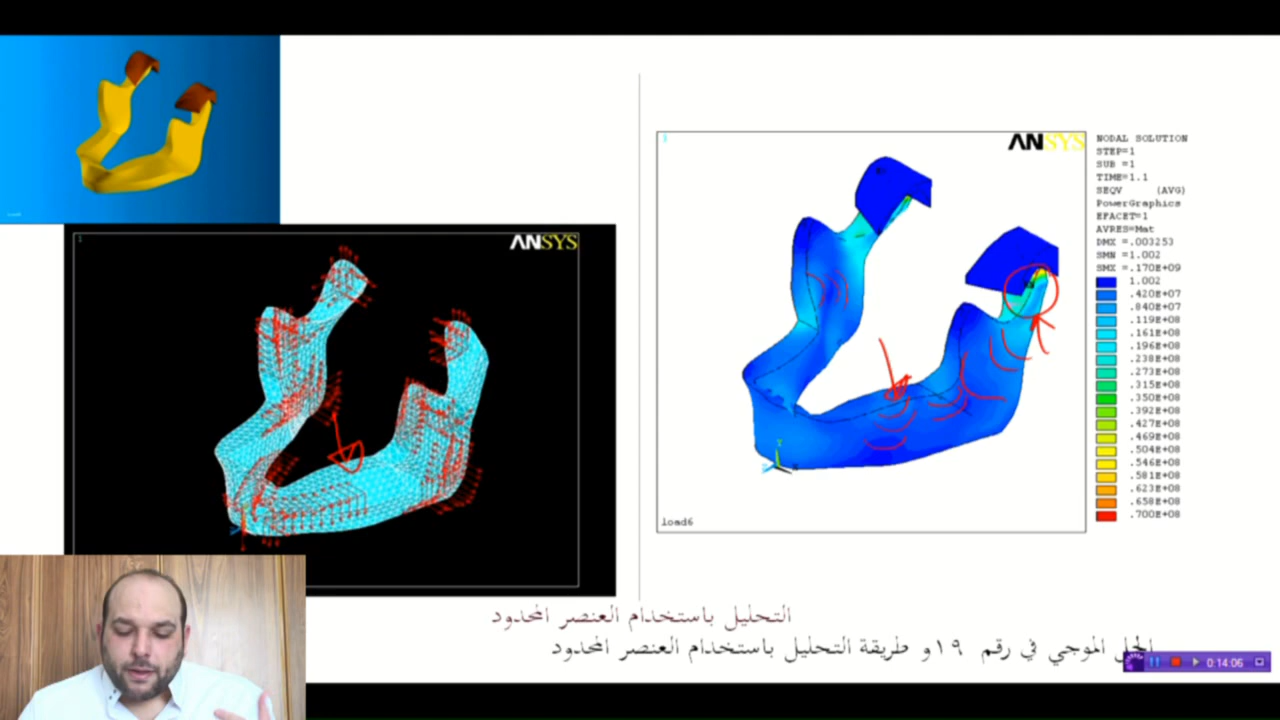 1
ANSYS
1
ANSYS
load6
NODAL SOLUTION
STEP=1
SUB =1
TIME=1.1
SEQV (AVG)
PowerGraphics
EFACET=1
AVRES=Mat
DMX =.003253
SMN =1.002
SMX =.170E+09
1.002
.420E+07
.840E+07
.119E+08
.161E+08
.196E+08
.238E+08
.273E+08
.315E+08
.350E+08
.392E+08
.427E+08
.469E+08
.504E+08
.546E+08
.581E+08
.623E+08
.658E+08
.700E+08
التحليل باستخدام العنصر المحدود
الحل الموجي في رقم ١٩و طريقة التحليل باستخدام العنصر المحدود
0:14:06